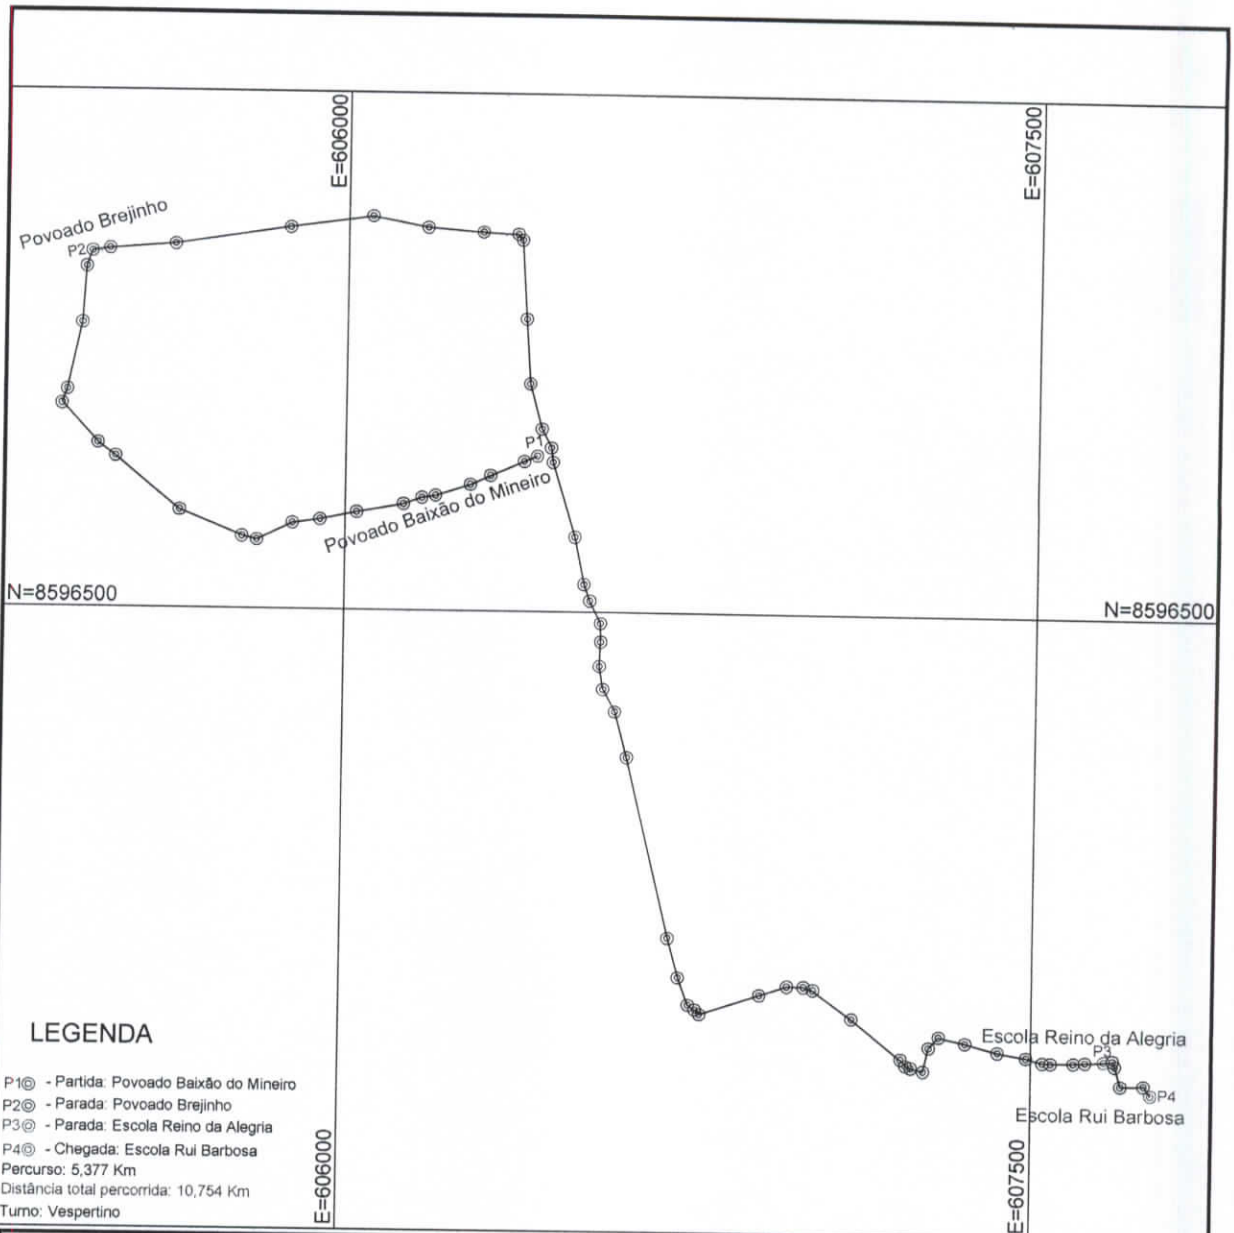 E=606000
E=607500
Povoado Brejinho
P2
P1
Povoado Baixão do Mineiro
N=8596500
N=8596500
Escola Reino da Alegria
P3
P4
Escola Rui Barbosa
LEGENDA
P1 - Partida: Povoado Baixão do Mineiro
P2 - Parada: Povoado Brejinho
P3 - Parada: Escola Reino da Alegria
P4 - Chegada: Escola Rui Barbosa
Percurso: 5,377 Km
Distância total percorrida: 10,754 Km
Turno: Vespertino
E=606000
E=607500